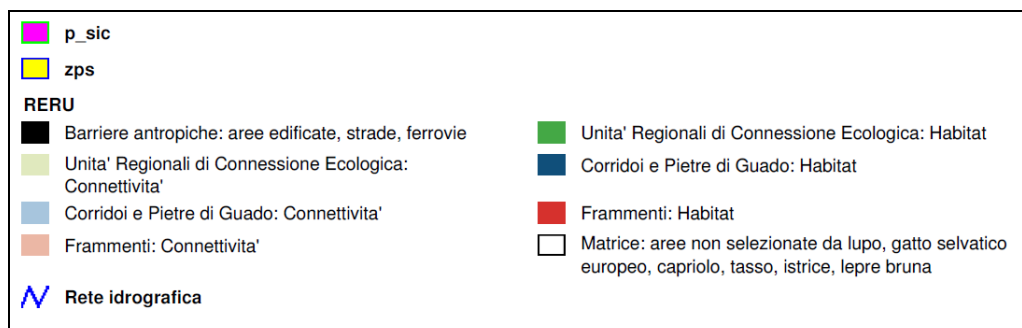 p_sic
zps
RERU
Barriere antropiche: aree edificate, strade, ferrovie
Unita' Regionali di Connessione Ecologica:
Connettivita'
Corridoi e Pietre di Guado: Connettivita'
Frammenti: Connettivita'
Rete idrografica
Unita' Regionali di Connessione Ecologica: Habitat
Corridoi e Pietre di Guado: Habitat
Frammenti: Habitat
Matrice: aree non selezionate da lupo, gatto selvatico
europeo, capriolo, tasso, istrice, lepre bruna